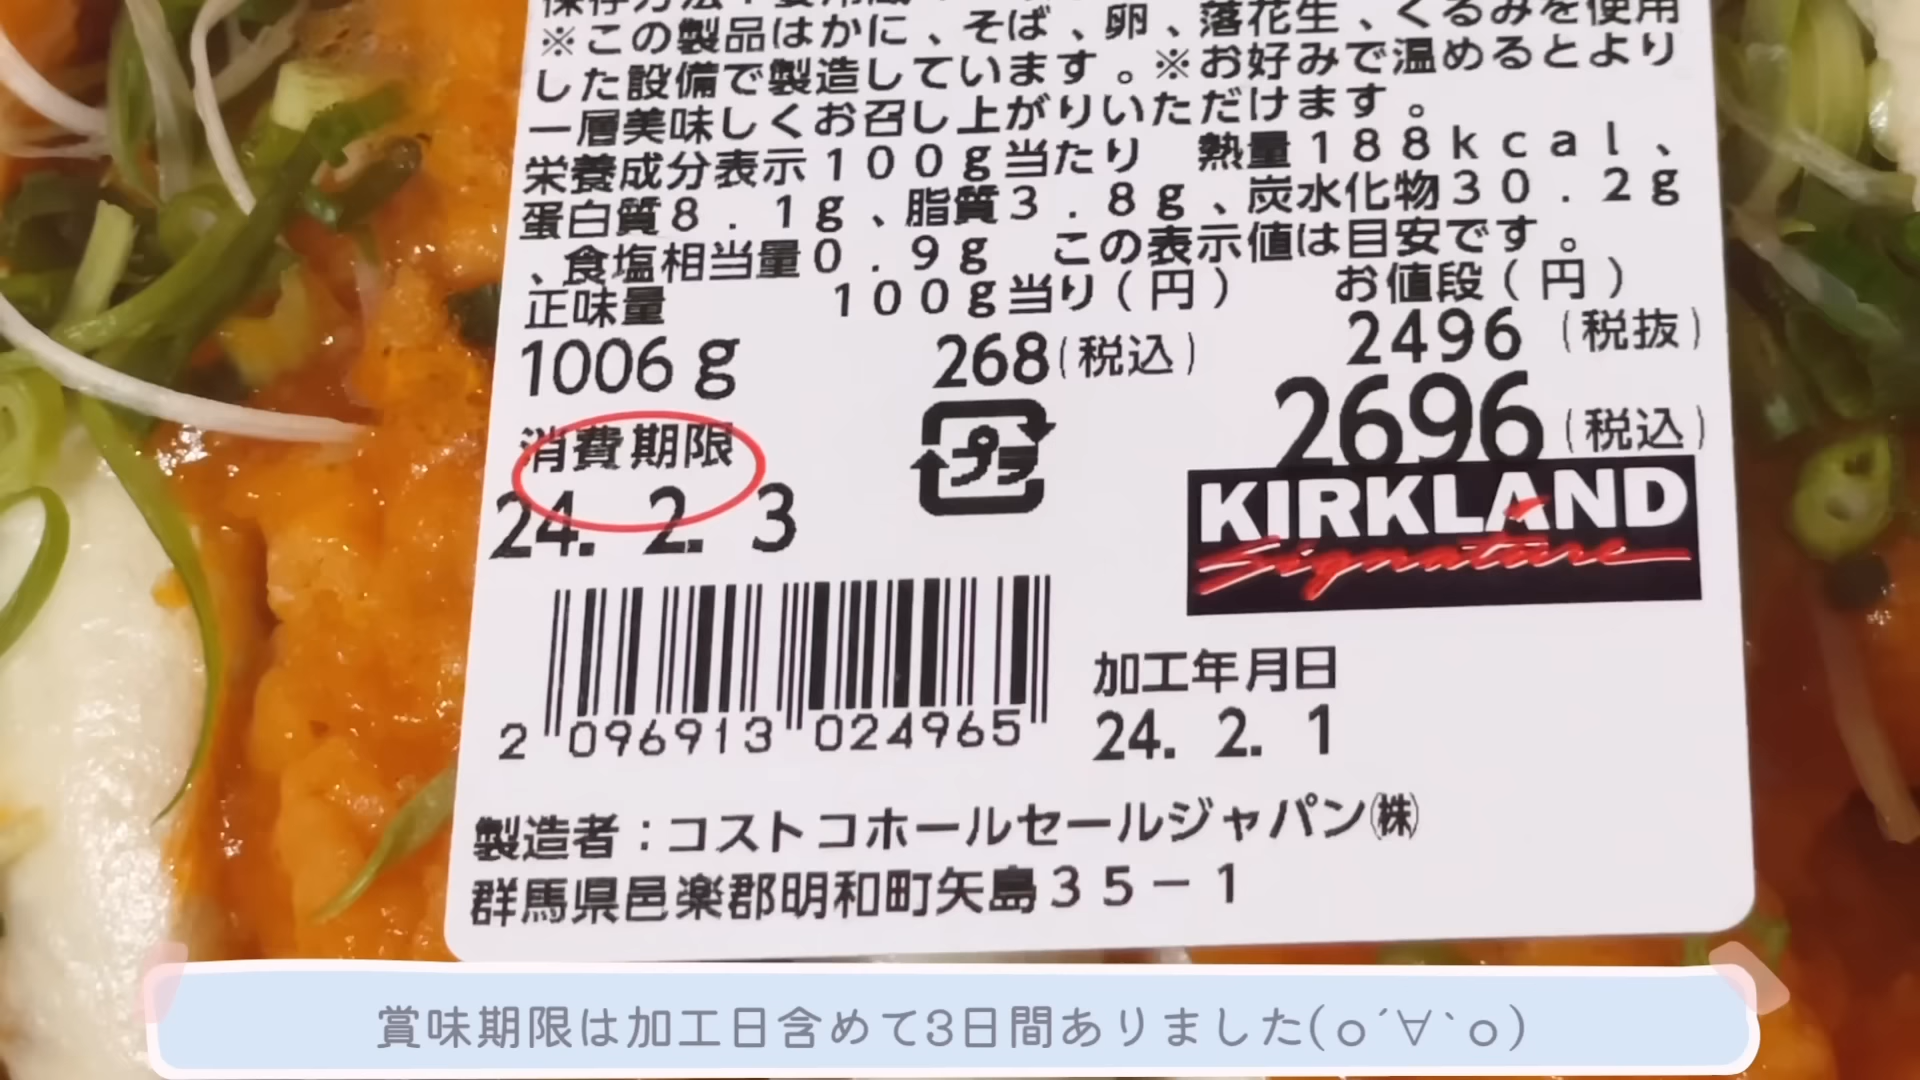 ※この製品はかに、そば、卵、落花生、くるみを使用
した設備で製造しています。※お好みで温めるとより
一層美味しくお召し上がりいただけます。
栄養成分表示１００ｇ当たり　熱量１８８ｋｃａｌ、
蛋白質８．１ｇ、脂質３．８ｇ、炭水化物３０．２ｇ
、食塩相当量０．９ｇ　この表示値は目安です。
正味量　１００ｇ当り(円)　お値段(円)
1006g　268(税込)　2496(税抜)
2696(税込)
消費期限
24. 2. 3
プラ
KIRKLAND
Signature
2 096913 024965
加工年月日
24. 2. 1
製造者：コストコホールセールジャパン㈱
群馬県邑楽郡明和町矢島３５－１
賞味期限は加工日含めて3日間ありました(o´∀`o)